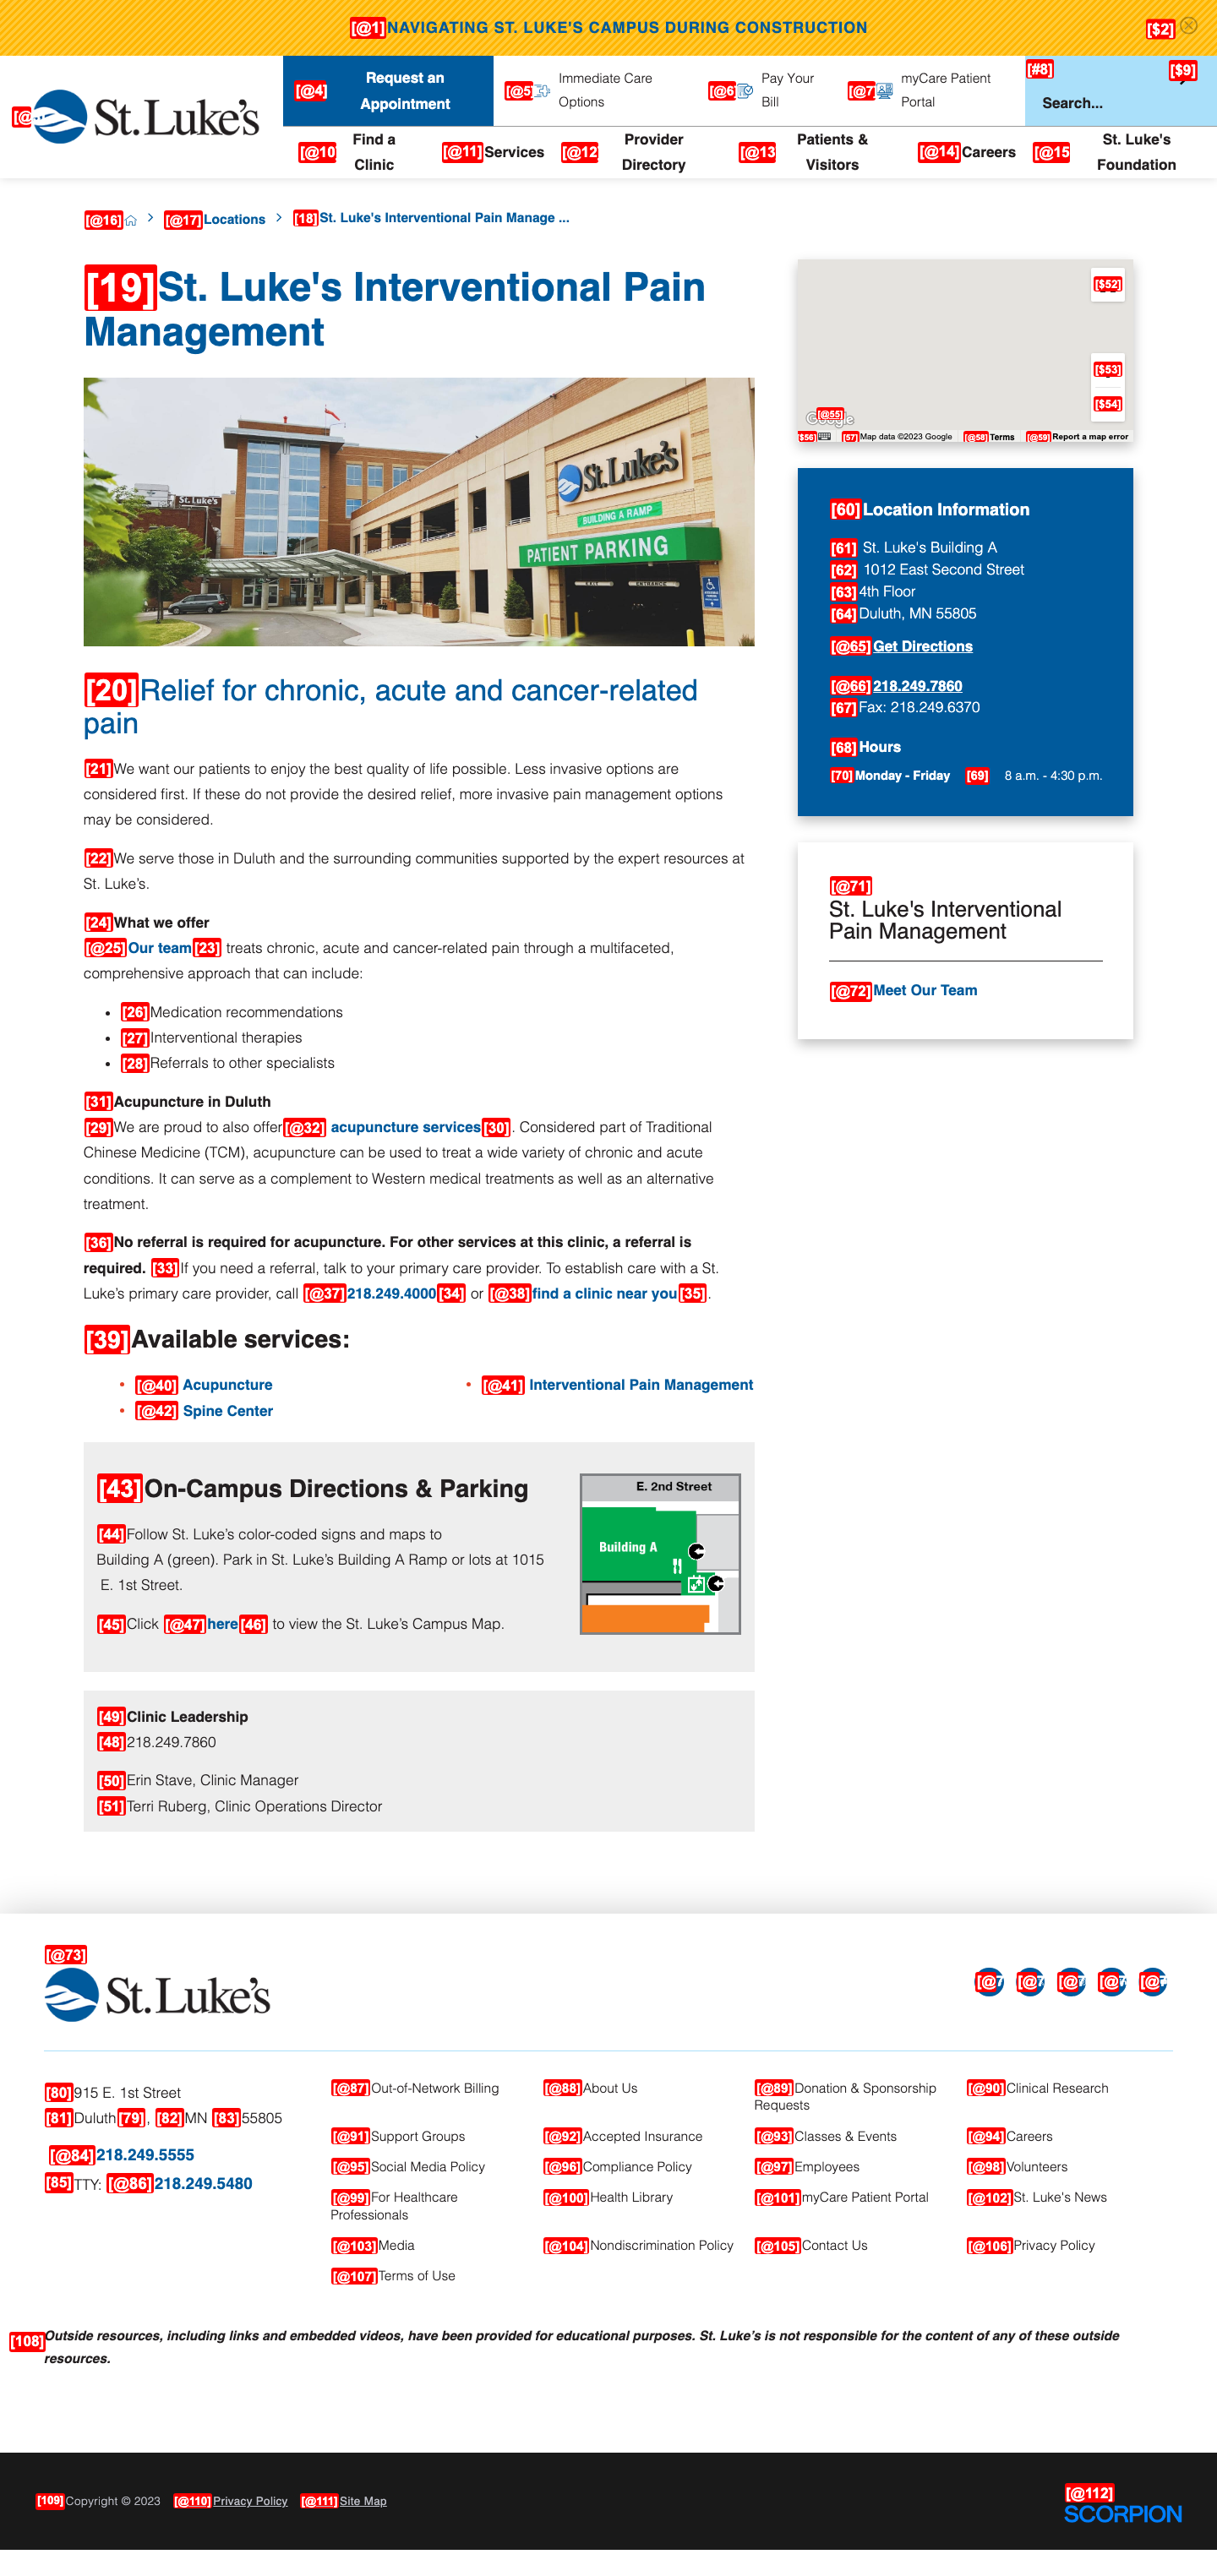 [@1]NAVIGATING ST. LUKE'S CAMPUS DURING CONSTRUCTION [$2]
[@ St. Luke's
[@4] Request an Appointment
[@5] Immediate Care Options
[@6] Pay Your Bill
[@7] myCare Patient Portal
[#8] Search... [$9]
[@10 Find a Clinic
[@11]Services
[@12 Provider Directory
[@13 Patients & Visitors
[@14]Careers
[@15 St. Luke's Foundation
[@16] [@17]Locations [18]St. Luke's Interventional Pain Manage ...
[19]St. Luke's Interventional Pain
Management
St. Luke's
St. Luke's
BUILDING A RAMP
PATIENT PARKING
EXIT ENTRANCE
[20]Relief for chronic, acute and cancer-related
pain
[21]We want our patients to enjoy the best quality of life possible. Less invasive options are
considered first. If these do not provide the desired relief, more invasive pain management options
may be considered.
[22]We serve those in Duluth and the surrounding communities supported by the expert resources at
St. Luke’s.
[24]What we offer
[@25]Our team[23] treats chronic, acute and cancer-related pain through a multifaceted,
comprehensive approach that can include:
• [26]Medication recommendations
• [27]Interventional therapies
• [28]Referrals to other specialists
[31]Acupuncture in Duluth
[29]We are proud to also offer[@32] acupuncture services[30]. Considered part of Traditional
Chinese Medicine (TCM), acupuncture can be used to treat a wide variety of chronic and acute
conditions. It can serve as a complement to Western medical treatments as well as an alternative
treatment.
[36]No referral is required for acupuncture. For other services at this clinic, a referral is
required. [33]If you need a referral, talk to your primary care provider. To establish care with a St.
Luke’s primary care provider, call [@37]218.249.4000[34] or [@38]find a clinic near you[35].
[39]Available services:
• [@40] Acupuncture
• [@41] Interventional Pain Management
• [@42] Spine Center
[43]On-Campus Directions & Parking
[44]Follow St. Luke’s color-coded signs and maps to
Building A (green). Park in St. Luke’s Building A Ramp or lots at 1015
E. 1st Street.
[45]Click [@47]here[46] to view the St. Luke’s Campus Map.
E. 2nd Street
Building A
[49]Clinic Leadership
[48]218.249.7860
[50]Erin Stave, Clinic Manager
[51]Terri Ruberg, Clinic Operations Director
[$52]
[$53]
[$54]
[@55]
Google
[$56] [57]Map data ©2023 Google [@58]Terms [@59]Report a map error
[60]Location Information
[61] St. Luke's Building A
[62] 1012 East Second Street
[63]4th Floor
[64]Duluth, MN 55805
[@65]Get Directions
[@66]218.249.7860
[67]Fax: 218.249.6370
[68]Hours
[70]Monday - Friday [69] 8 a.m. - 4:30 p.m.
[@71]
St. Luke's Interventional
Pain Management
[@72]Meet Our Team
[@73]
St. Luke's
[@7 [@7 [@7 [@7 [@7
[80]915 E. 1st Street
[81]Duluth[79], [82]MN [83]55805
[@84]218.249.5555
[85]TTY: [@86]218.249.5480
[@87]Out-of-Network Billing
[@88]About Us
[@89]Donation & Sponsorship
Requests
[@90]Clinical Research
[@91]Support Groups
[@92]Accepted Insurance
[@93]Classes & Events
[@94]Careers
[@95]Social Media Policy
[@96]Compliance Policy
[@97]Employees
[@98]Volunteers
[@99]For Healthcare
Professionals
[@100]Health Library
[@101]myCare Patient Portal
[@102]St. Luke's News
[@103]Media
[@104]Nondiscrimination Policy
[@105]Contact Us
[@106]Privacy Policy
[@107]Terms of Use
[108]Outside resources, including links and embedded videos, have been provided for educational purposes. St. Luke’s is not responsible for the content of any of these outside
resources.
[109]Copyright © 2023 [@110]Privacy Policy [@111]Site Map
[@112]
SCORPION